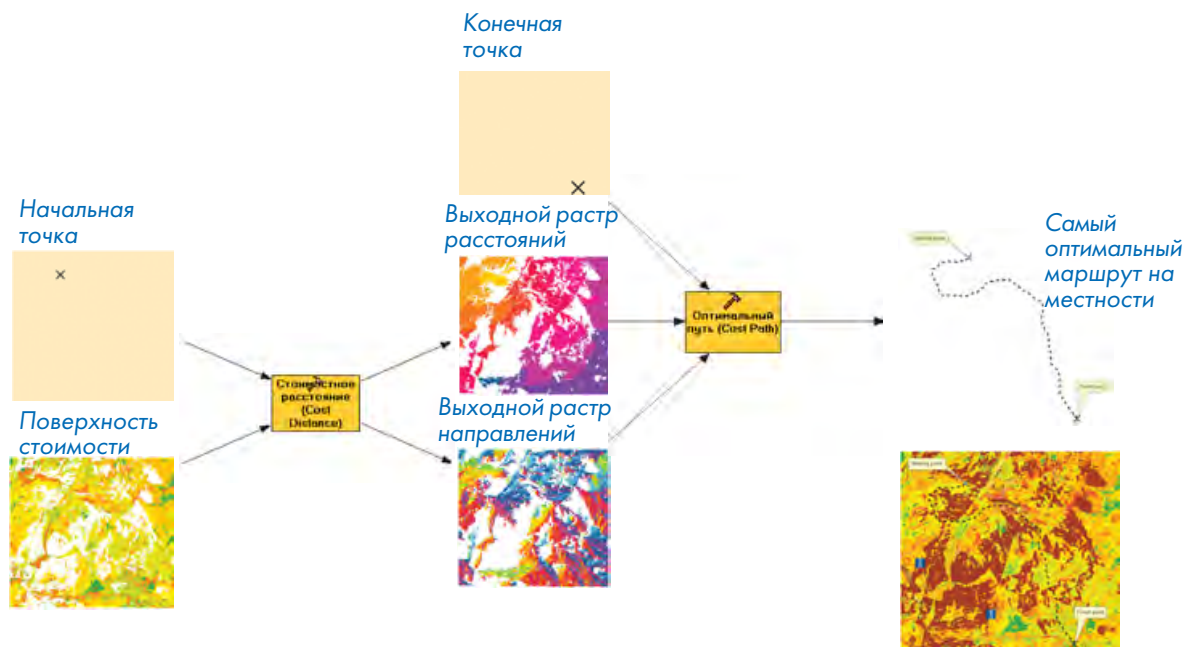 Конечная
точка
Начальная
точка
Выходной растр
расстояний
Самый
оптимальный
маршрут на
местности
Оптимальный
путь (Cost Path)
Стоимостное
расстояние
(Cost
Distance)
Поверхность
стоимости
Выходной растр
направлений